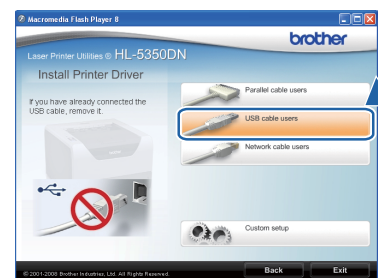 Macromedia Flash Player 8
brother
Laser Printer Utilities ® HL-5350DN
Install Printer Driver
If you have already connected the
USB cable, remove it.
Parallel cable users
USB cable users
Network cable users
Custom setup
© 2001-2008 Brother Industries, Ltd. All Rights Reserved.
Back
Exit